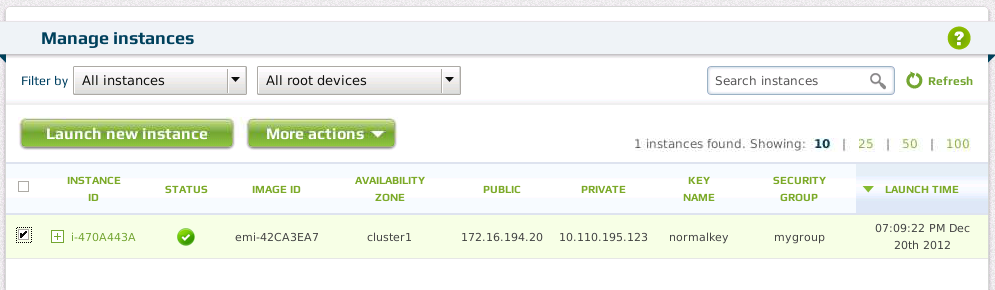 Manage instances
?
Filter by All instances All root devices Search instances Refresh
Launch new instance More actions
1 instances found. Showing: 10 | 25 | 50 | 100
INSTANCE ID STATUS IMAGE ID AVAILABILITY ZONE PUBLIC PRIVATE KEY NAME SECURITY GROUP LAUNCH TIME
i-470A443A emi-42CA3EA7 cluster1 172.16.194.20 10.110.195.123 normalkey mygroup 07:09:22 PM Dec
20th 2012